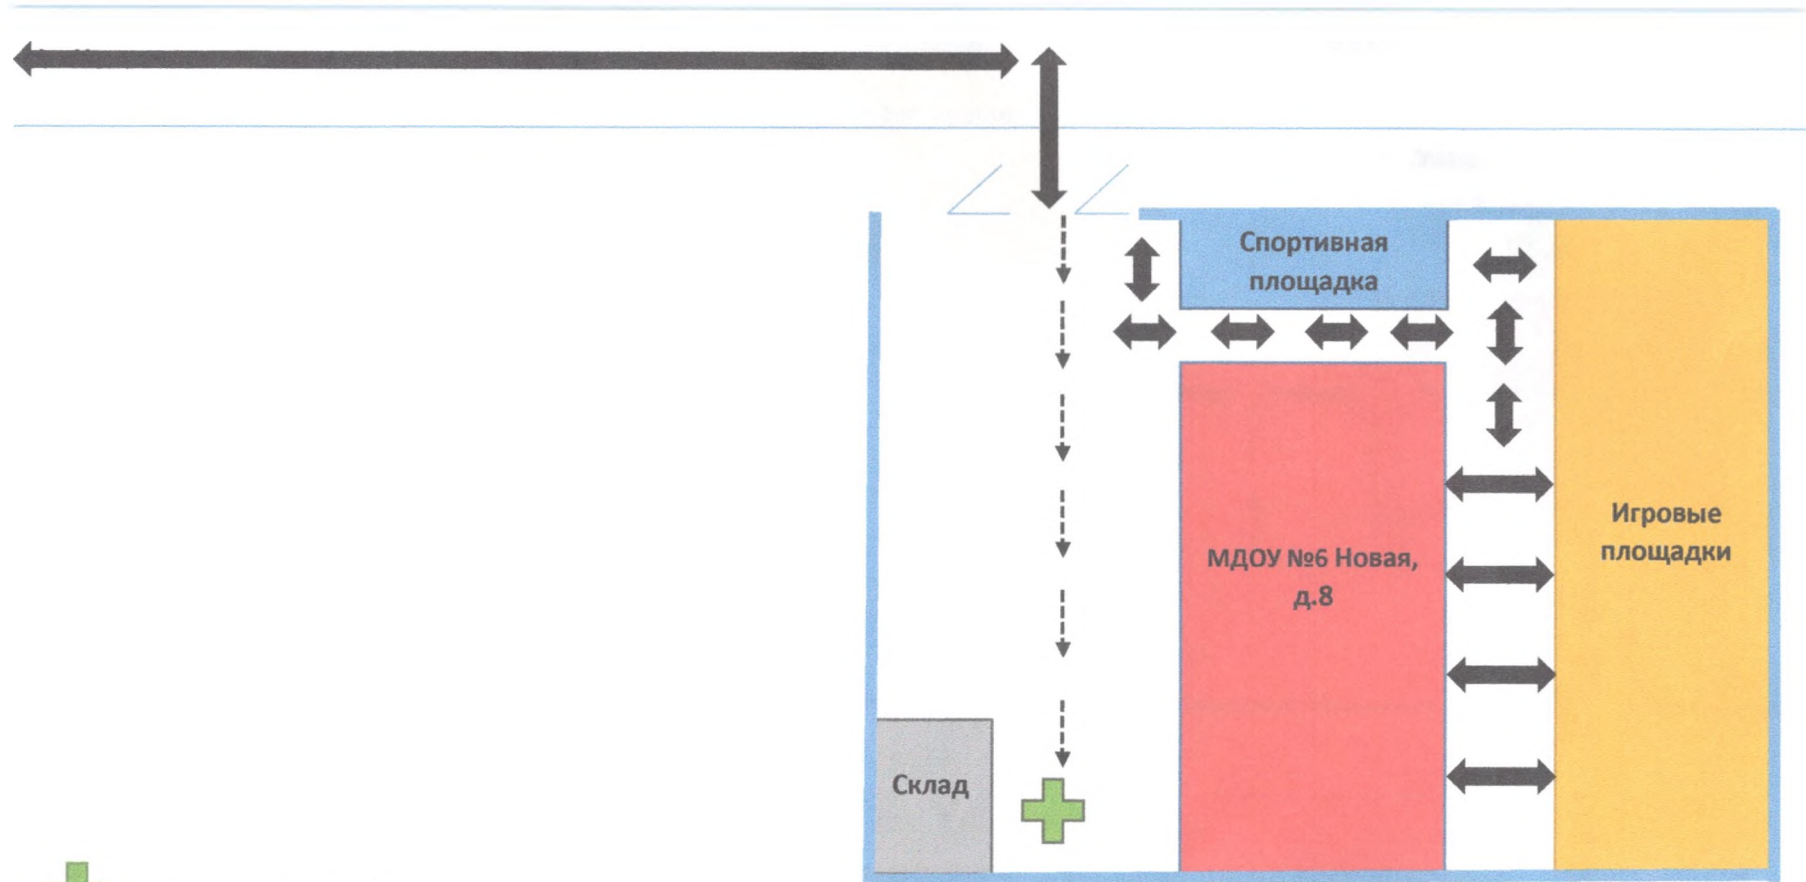 Спортивная
площадка
Игровые
площадки
МДОУ №6 Новая,
д.8
Склад